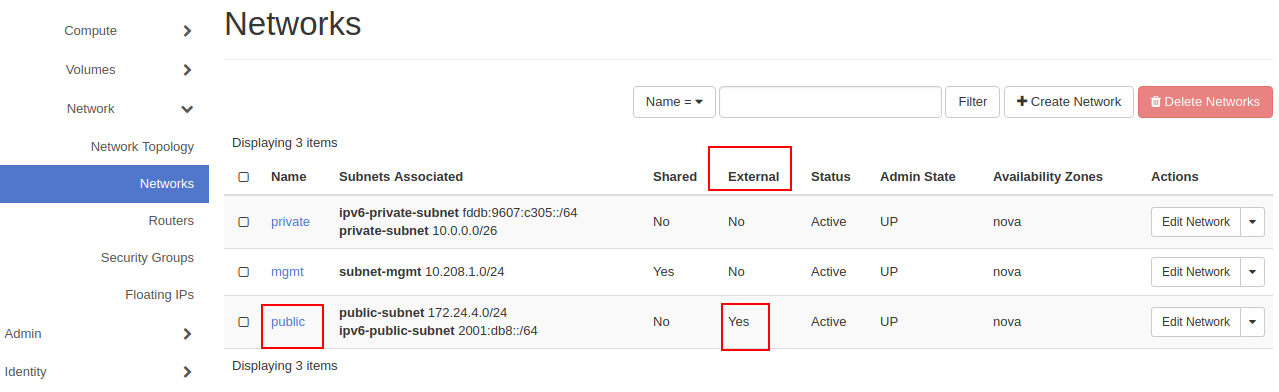 Networks
Compute
Volumes
Network
Network Topology
Networks
Routers
Security Groups
Floating IPs
Admin
Identity
Name = Filter Create Network Delete Networks
Displaying 3 items
Name Subnets Associated Shared External Status Admin State Availability Zones Actions
private ipv6-private-subnet fddb:9607:c305::/64 No No Active UP nova Edit Network
private-subnet 10.0.0.0/26
mgmt subnet-mgmt 10.208.1.0/24 Yes No Active UP nova Edit Network
public public-subnet 172.24.4.0/24 No Yes Active UP nova Edit Network
ipv6-public-subnet 2001:db8::/64
Displaying 3 items